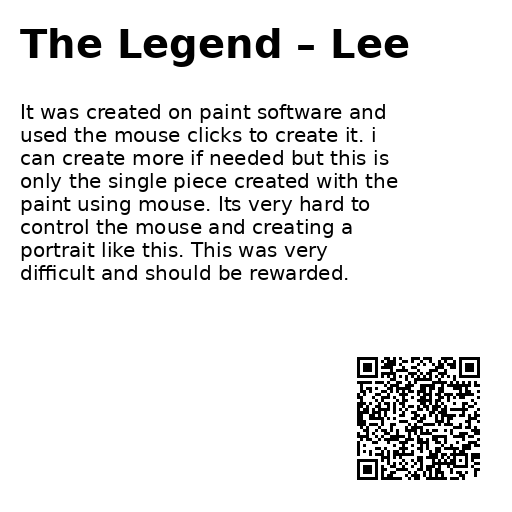 The Legend – Lee
It was created on paint software and
used the mouse clicks to create it. i
can create more if needed but this is
only the single piece created with the
paint using mouse. Its very hard to
control the mouse and creating a
portrait like this. This was very
difficult and should be rewarded.